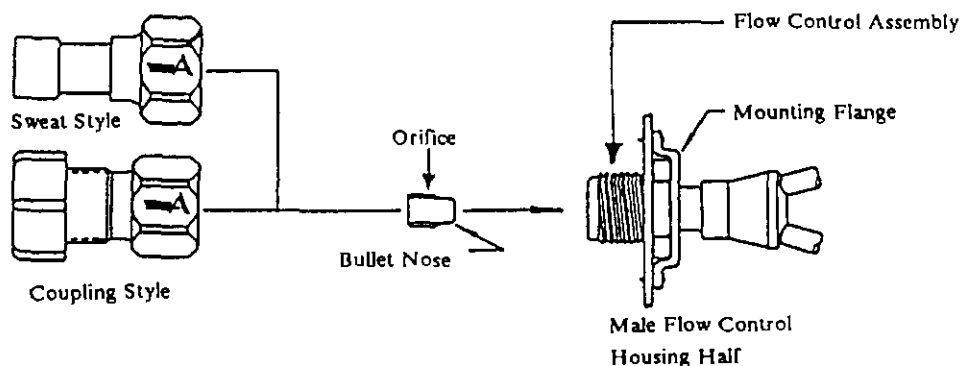 Flow Control Assembly
A
Sweat Style
Mounting Flange
Orifice
A
Bullet Nose
Coupling Style
Male Flow Control
Housing Half